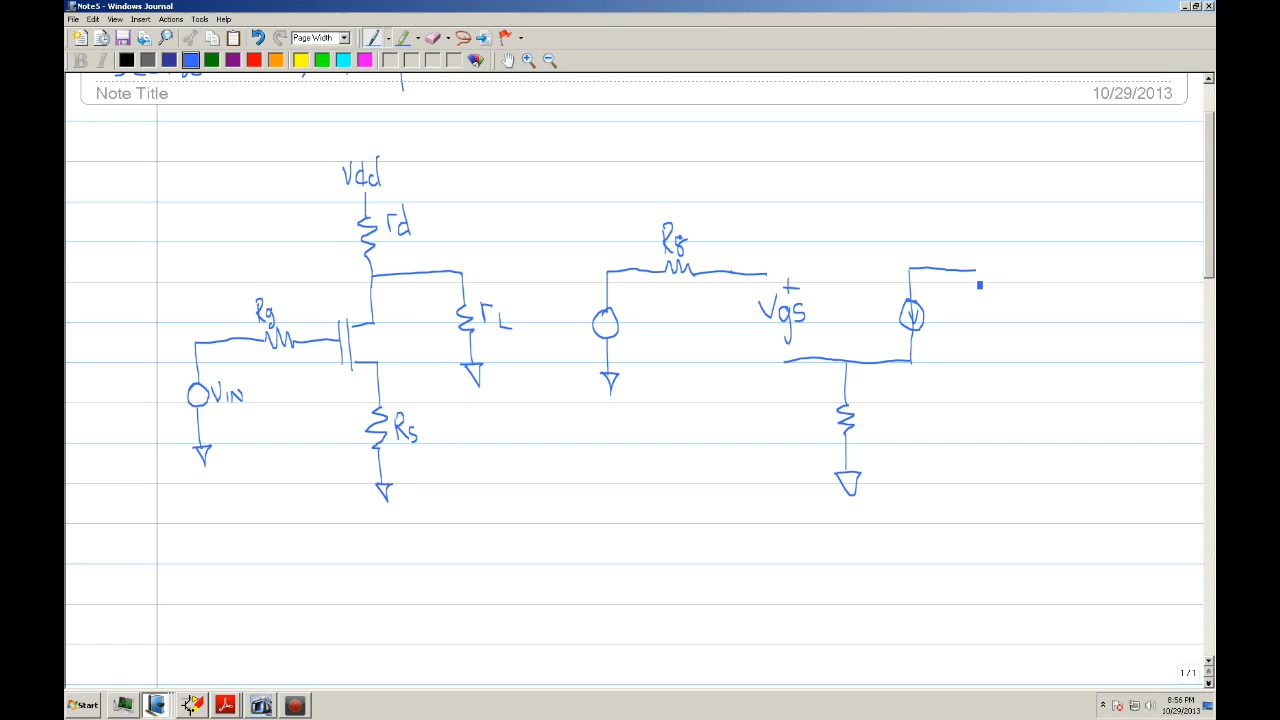 Note5 - Windows Journal
File Edit View Insert Actions Tools Help
Page Width
B I
Note Title
10/29/2013
Vdd
rd
Rg
rL
VIN
Rs
Rg
+
Vgs
1/1
Start
8:56 PM
10/29/2013